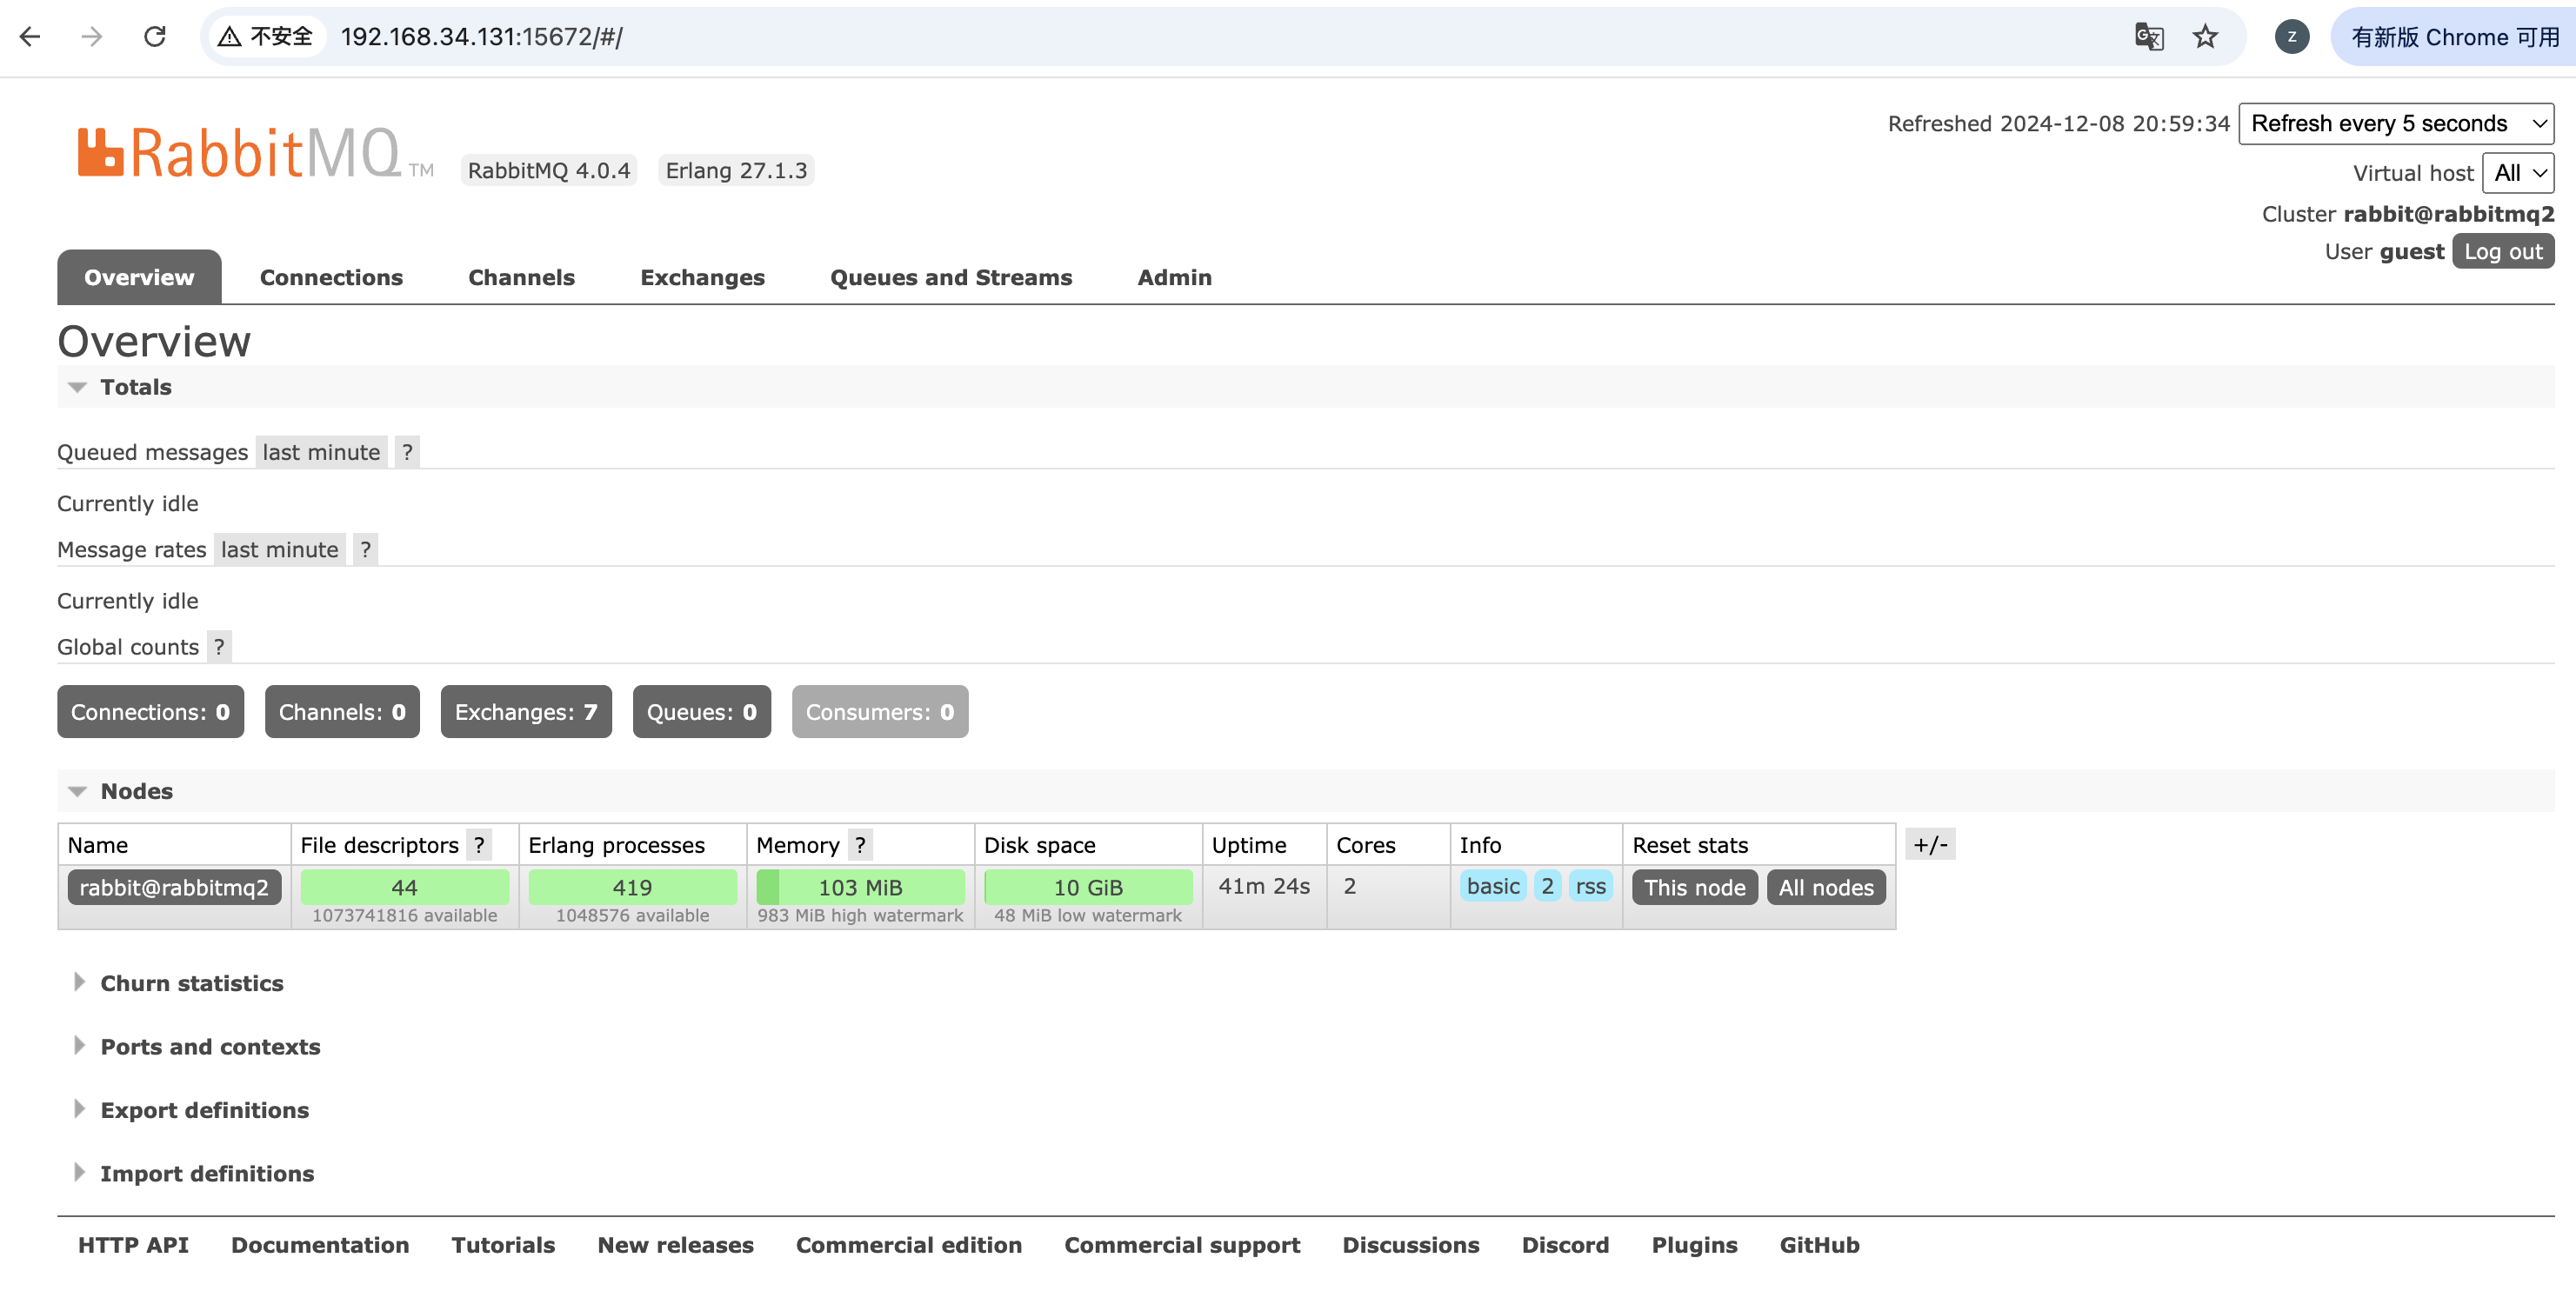 不安全 192.168.34.131:15672/#/ Z 有新版 Chrome 可用
RabbitMQ TM RabbitMQ 4.0.4 Erlang 27.1.3
Refreshed 2024-12-08 20:59:34 Refresh every 5 seconds
Virtual host All
Cluster rabbit@rabbitmq2
User guest Log out
Overview Connections Channels Exchanges Queues and Streams Admin
Overview
Totals
Queued messages last minute ?
Currently idle
Message rates last minute ?
Currently idle
Global counts ?
Connections: 0 Channels: 0 Exchanges: 7 Queues: 0 Consumers: 0
Nodes
Name File descriptors ? Erlang processes Memory ? Disk space Uptime Cores Info Reset stats +/-
rabbit@rabbitmq2 44 419 103 MiB 10 GiB 41m 24s 2 basic 2 rss This node All nodes
1073741816 available 1048576 available 983 MiB high watermark 48 MiB low watermark
Churn statistics
Ports and contexts
Export definitions
Import definitions
HTTP API Documentation Tutorials New releases Commercial edition Commercial support Discussions Discord Plugins GitHub